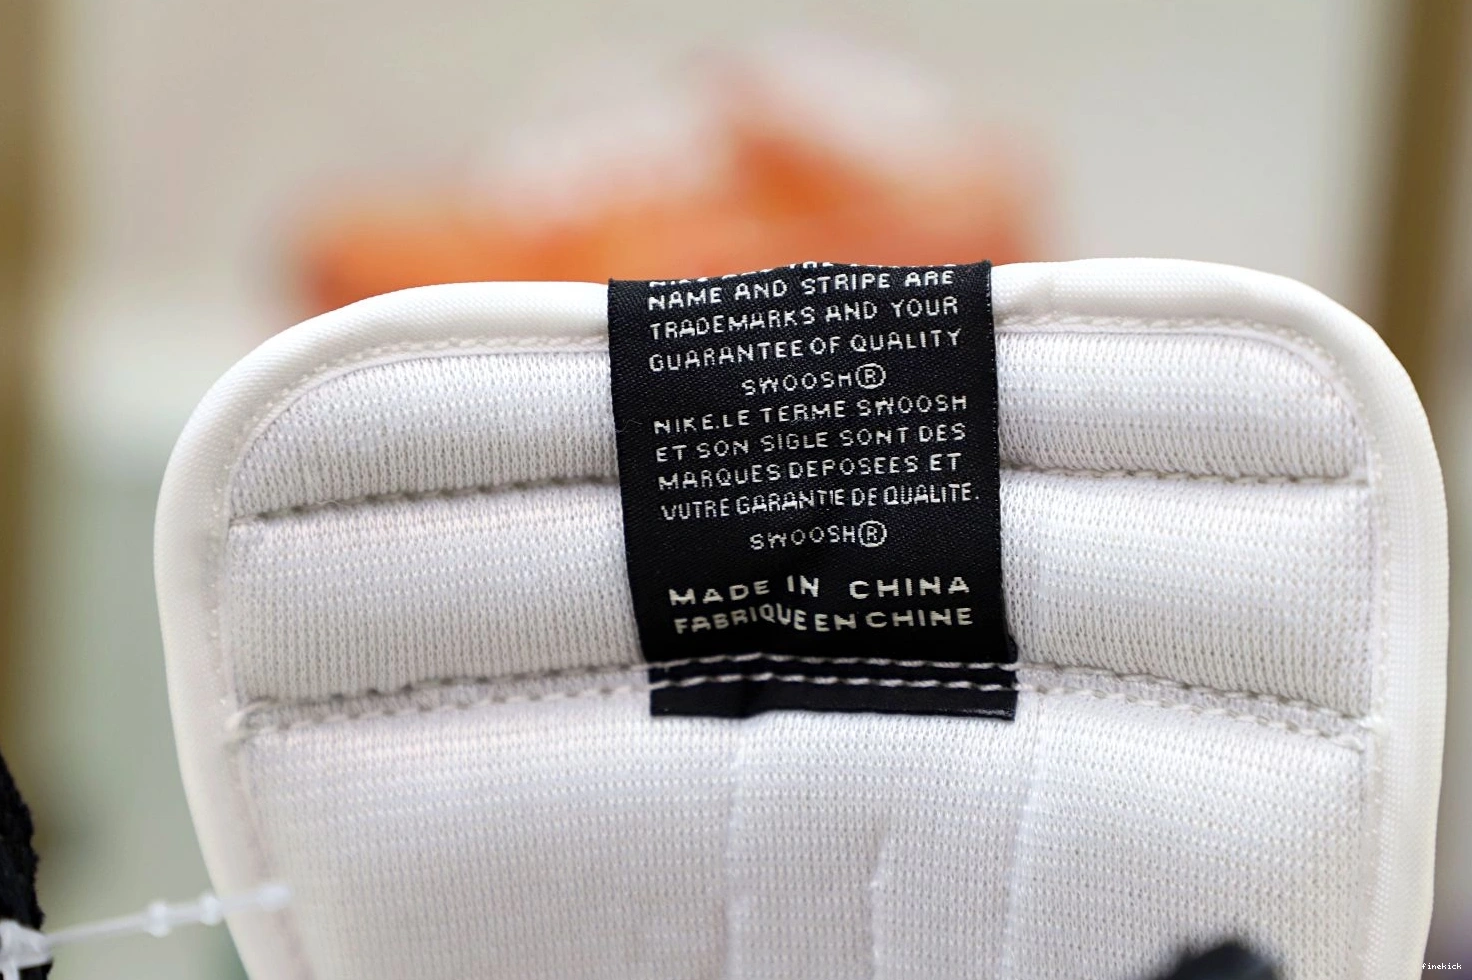 NAME AND STRIPE ARE
TRADEMARKS AND YOUR
GUARANTEE OF QUALITY
SWOOSH®
NIKE.LE TERME SWOOSH
ET SON SIGLE SONT DES
MARQUES DEPOSEES ET
VUTRE GARANTIE DE QUALITE.
SWOOSH®
MADE IN CHINA
FABRIQUE EN CHINE
finekick